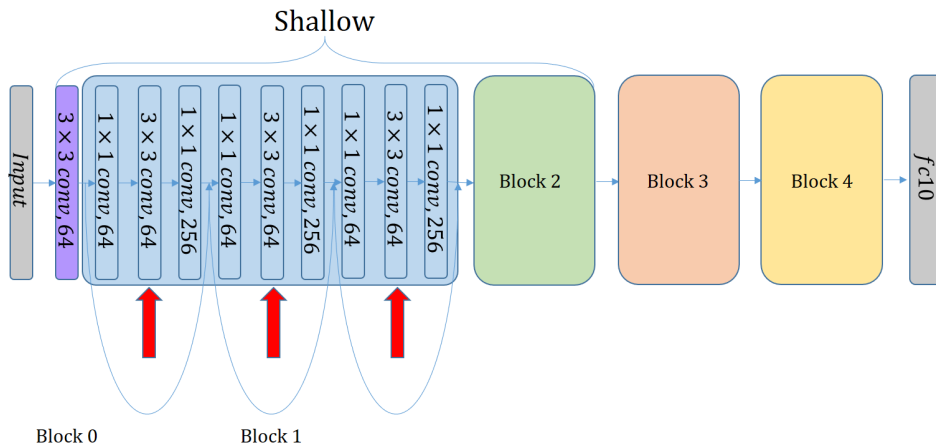 Shallow
Input
3 × 3 conv, 64
1 × 1 conv, 64
3 × 3 conv, 64
1 × 1 conv, 256
1 × 1 conv, 64
3 × 3 conv, 64
1 × 1 conv, 256
1 × 1 conv, 64
3 × 3 conv, 64
1 × 1 conv, 256
Block 2
Block 3
Block 4
fc10
Block 0
Block 1